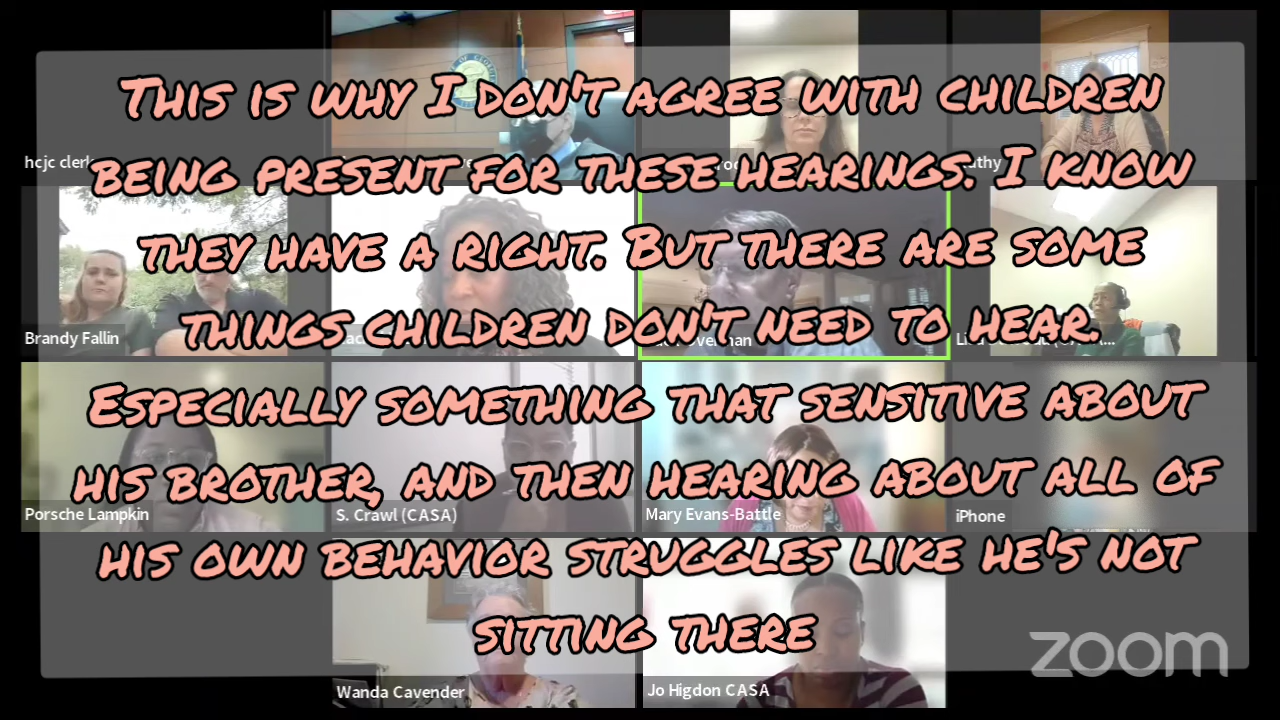 This is why I don't agree with children
being present for these hearings. I know
they have a right. But there are some
things children don't need to hear.
Especially something that sensitive about
his brother, and then hearing about all of
his own behavior struggles like he's not
sitting there
hcjc clerk
Brandy Fallin
Porsche Lampkin
S. Crawl (CASA)
Mary Evans-Battle
iPhone
Wanda Cavender
Jo Higdon CASA
zoom